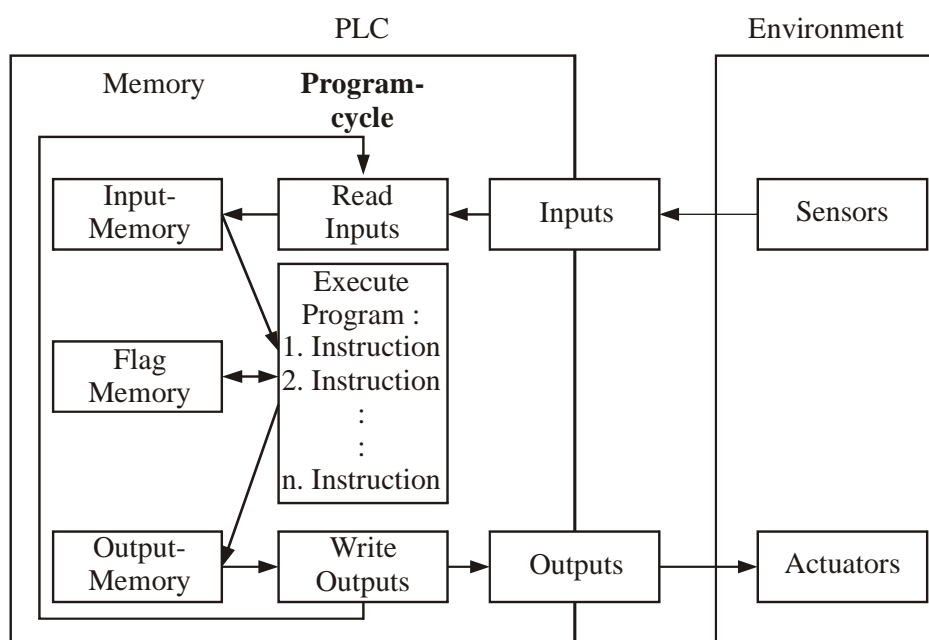 PLC
Environment
Memory
Program-
cycle
Input-
Memory
Read
Inputs
Inputs
Sensors
Execute
Program :
1. Instruction
2. Instruction
:
:
n. Instruction
Flag
Memory
Output-
Memory
Write
Outputs
Outputs
Actuators